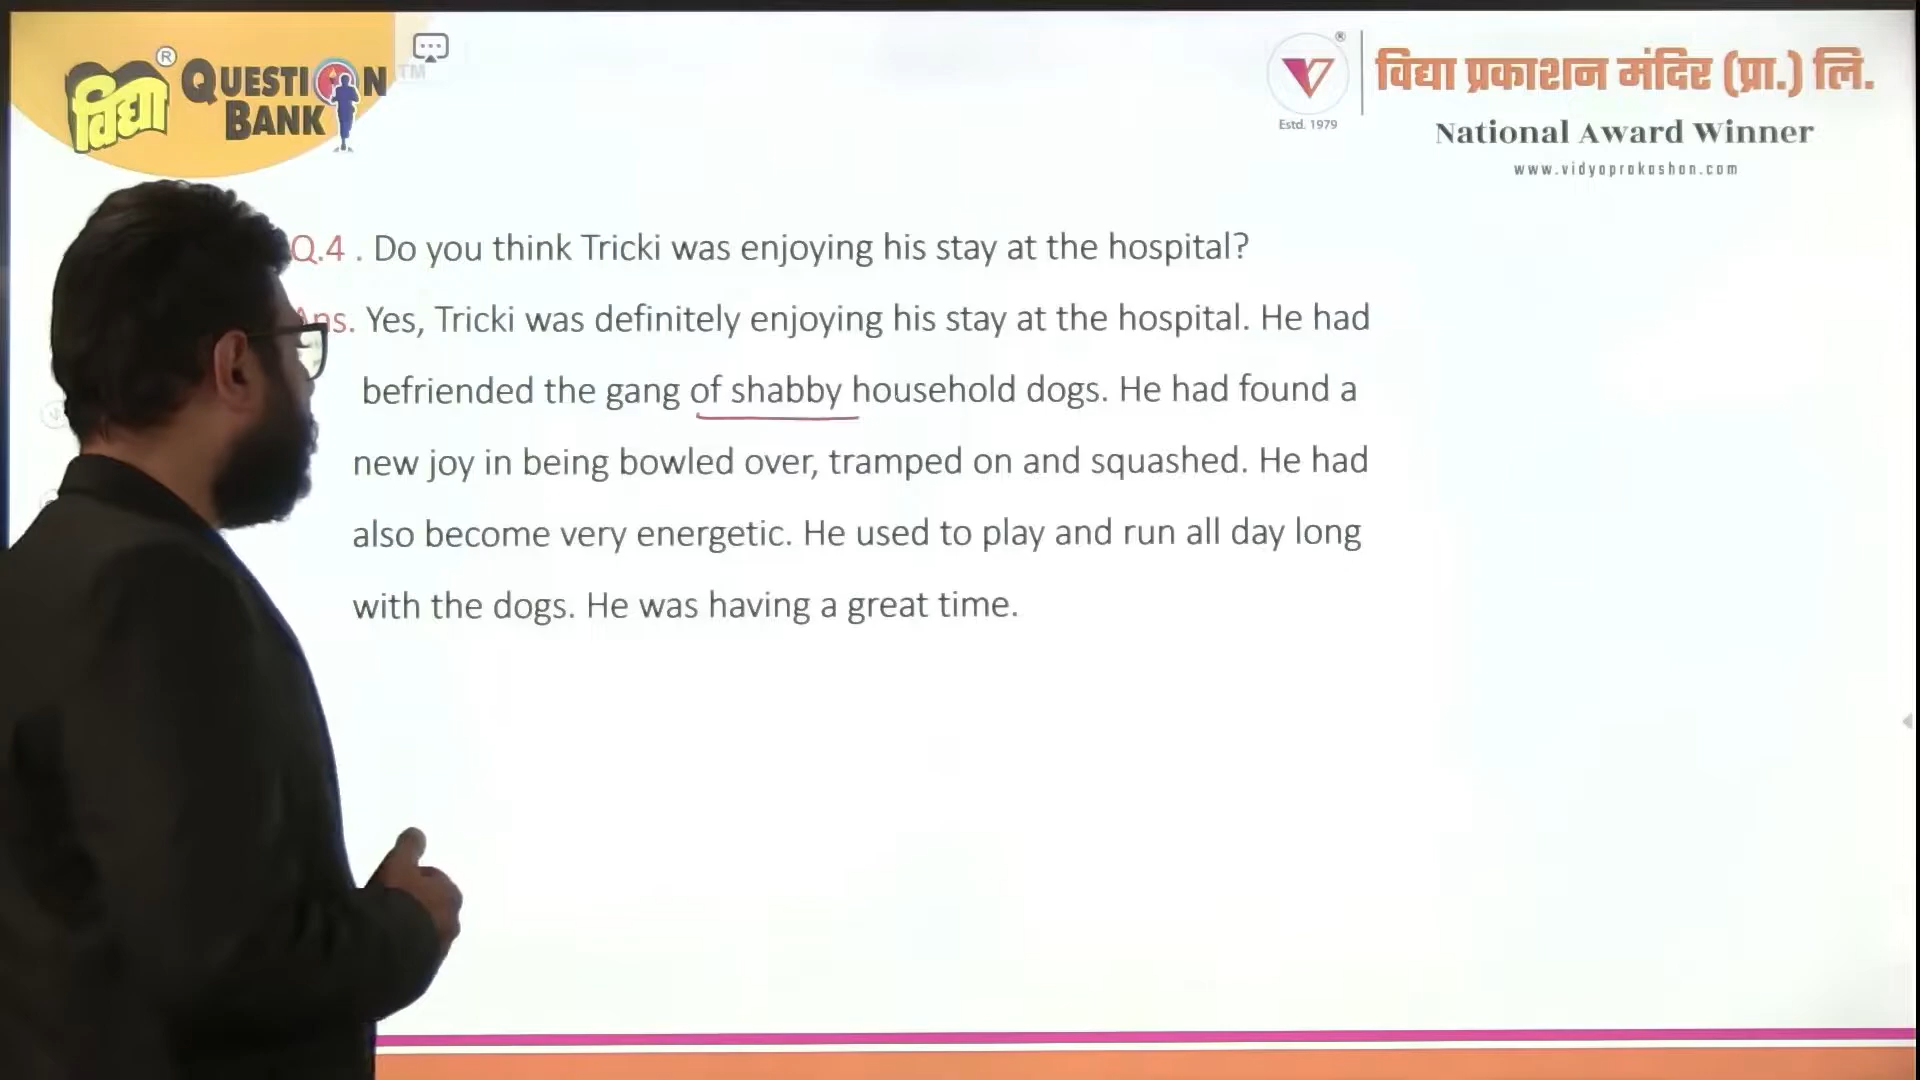 विद्या
®
QUESTION
BANK
TM
®
Estd. 1979
विद्या प्रकाशन मंदिर (प्रा.) लि.
National Award Winner
www.vidyaprakashan.com
Q.4 . Do you think Tricki was enjoying his stay at the hospital?
Ans. Yes, Tricki was definitely enjoying his stay at the hospital. He had
befriended the gang of shabby household dogs. He had found a
new joy in being bowled over, tramped on and squashed. He had
also become very energetic. He used to play and run all day long
with the dogs. He was having a great time.